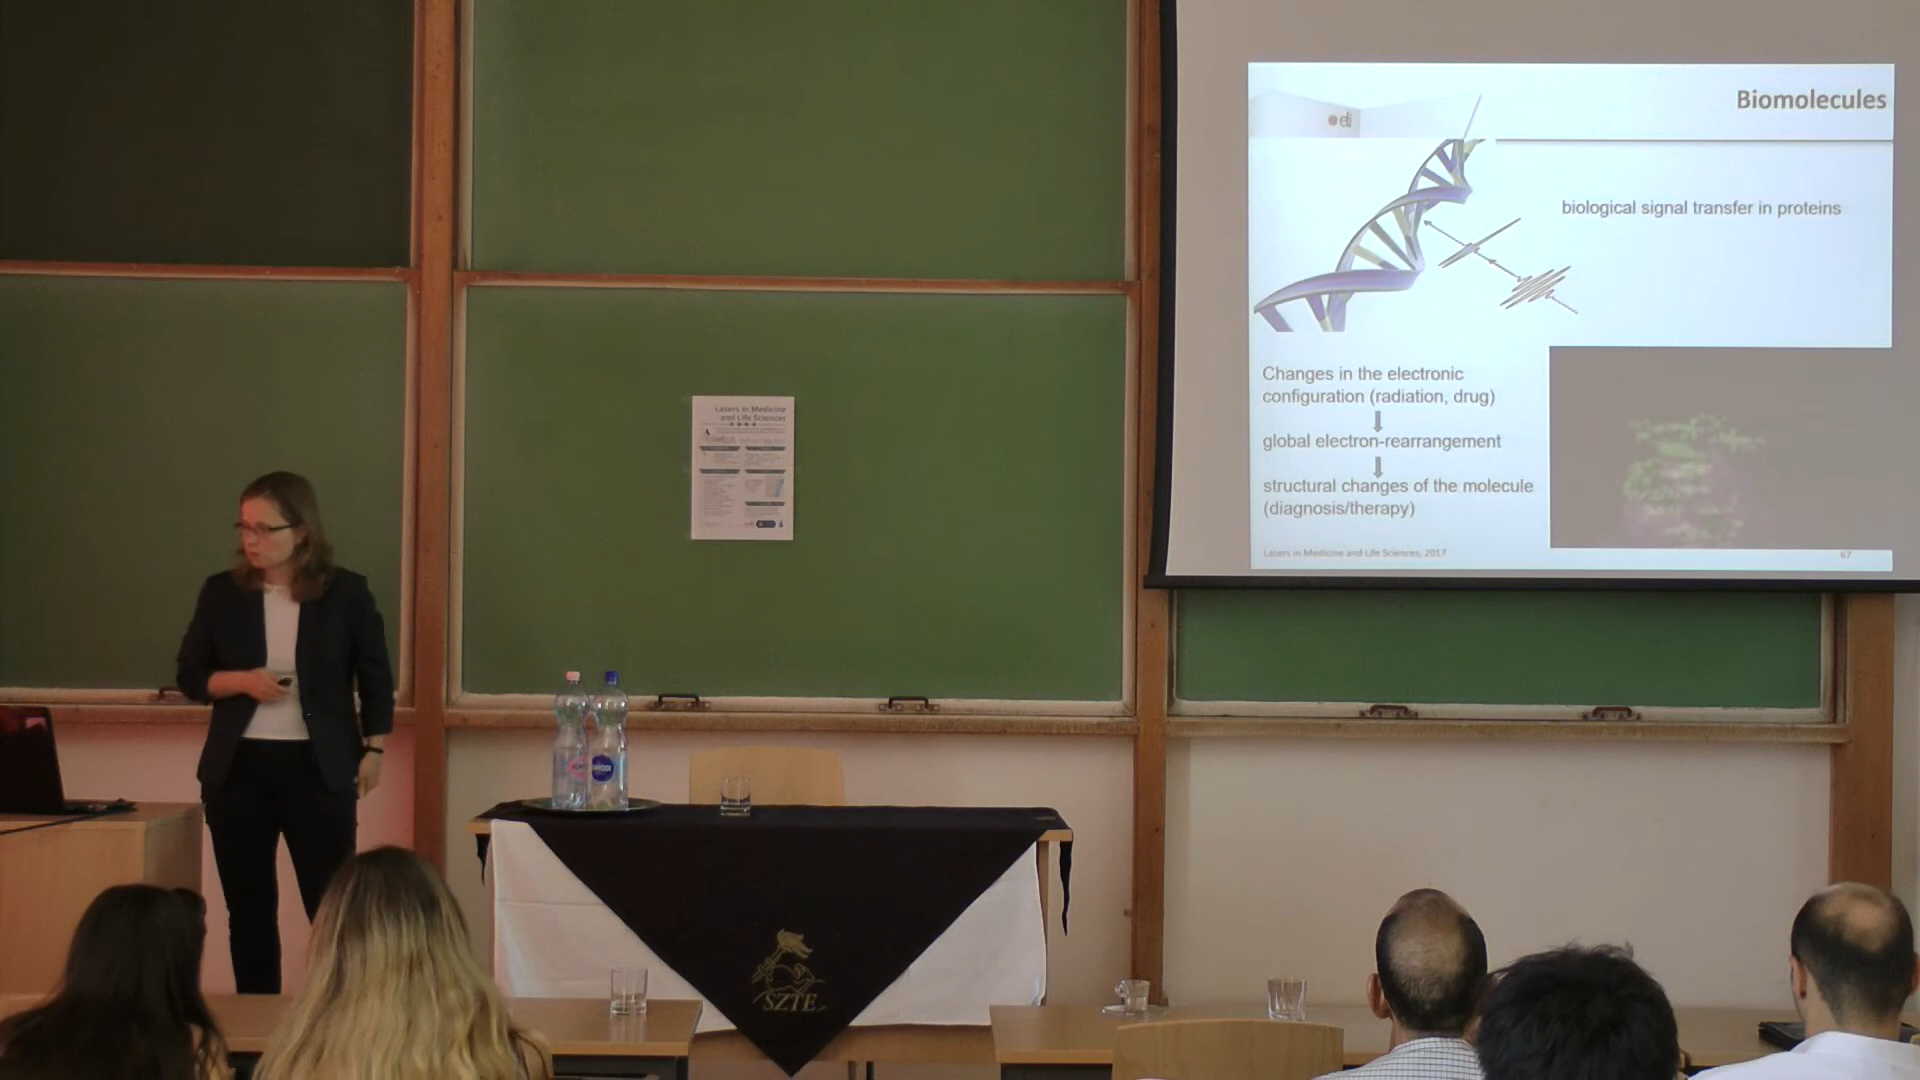 Biomolecules
eli
biological signal transfer in proteins
Changes in the electronic
configuration (radiation, drug)
global electron-rearrangement
structural changes of the molecule
(diagnosis/therapy)
Lasers in Medicine and Life Sciences, 2017
67
Lasers in Medicine
and Life Sciences
SZTE